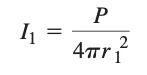 I₁ = P / 4πr₁²